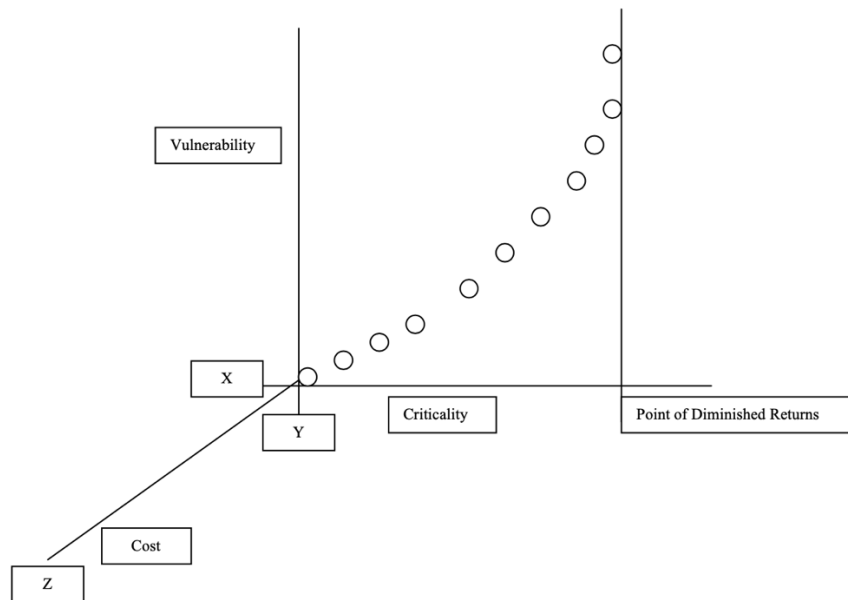 Vulnerability
X
Criticality
Point of Diminished Returns
Y
Cost
Z